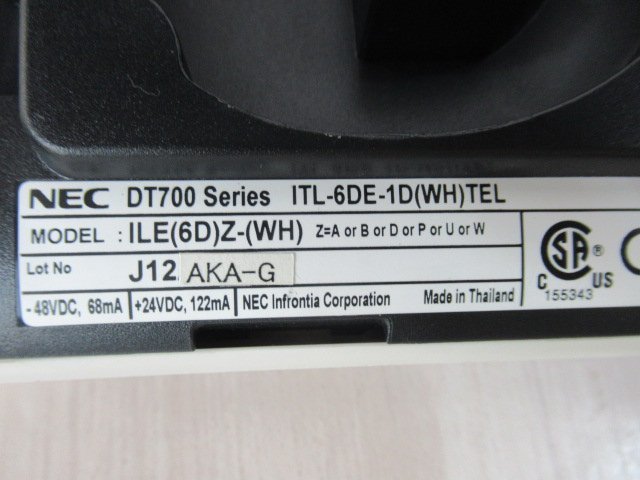 NEC DT700 Series ITL-6DE-1D(WH)TEL
MODEL : ILE(6D)Z-(WH) Z=A or B or D or P or U or W
Lot No J12 AKA-G
-48VDC, 68mA +24VDC, 122mA NEC Infrontia Corporation Made in Thailand
CSA ®
C US
155343